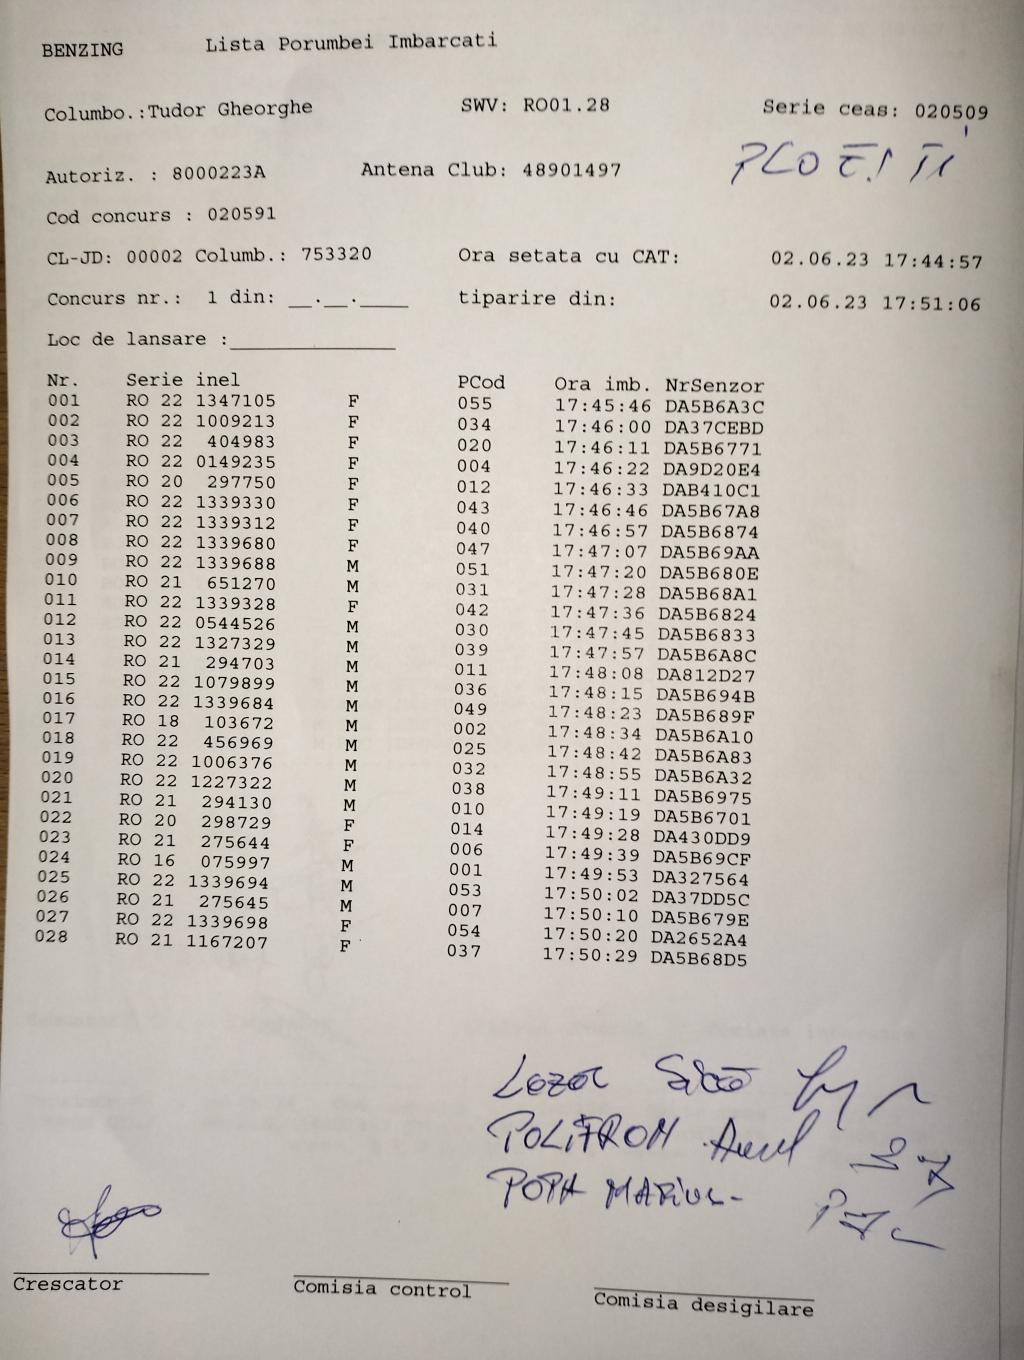 BENZING Lista Porumbei Imbarcati
Columbo.:Tudor Gheorghe SWV: RO01.28 Serie ceas: 020509
PLOEȘTI
Autoriz. : 8000223A Antena Club: 48901497
Cod concurs : 020591
CL-JD: 00002 Columb.: 753320 Ora setata cu CAT: 02.06.23 17:44:57
Concurs nr.: 1 din: __.__.____ tiparire din: 02.06.23 17:51:06
Loc de lansare :______________
Nr. Serie inel PCod Ora imb. NrSenzor
001 RO 22 1347105 F 055 17:45:46 DA5B6A3C
002 RO 22 1009213 F 034 17:46:00 DA37CEBD
003 RO 22 404983 F 020 17:46:11 DA5B6771
004 RO 22 0149235 F 004 17:46:22 DA9D20E4
005 RO 20 297750 F 012 17:46:33 DAB410C1
006 RO 22 1339330 F 043 17:46:46 DA5B67A8
007 RO 22 1339312 F 040 17:46:57 DA5B6874
008 RO 22 1339680 F 047 17:47:07 DA5B69AA
009 RO 22 1339688 M 051 17:47:20 DA5B680E
010 RO 21 651270 M 031 17:47:28 DA5B68A1
011 RO 22 1339328 F 042 17:47:36 DA5B6824
012 RO 22 0544526 M 030 17:47:45 DA5B6833
013 RO 22 1327329 M 039 17:47:57 DA5B6A8C
014 RO 21 294703 M 011 17:48:08 DA812D27
015 RO 22 1079899 M 036 17:48:15 DA5B694B
016 RO 22 1339684 M 049 17:48:23 DA5B689F
017 RO 18 103672 M 002 17:48:34 DA5B6A10
018 RO 22 456969 M 025 17:48:42 DA5B6A83
019 RO 22 1006376 M 032 17:48:55 DA5B6A32
020 RO 22 1227322 M 038 17:49:11 DA5B6975
021 RO 21 294130 M 010 17:49:19 DA5B6701
022 RO 20 298729 F 014 17:49:28 DA430DD9
023 RO 21 275644 F 006 17:49:39 DA5B69CF
024 RO 16 075997 M 001 17:49:53 DA327564
025 RO 22 1339694 M 053 17:50:02 DA37DD5C
026 RO 21 275645 M 007 17:50:10 DA5B679E
027 RO 22 1339698 F 054 17:50:20 DA2652A4
028 RO 21 1167207 F 037 17:50:29 DA5B68D5
POLIFRON Aurel
POPA MARIUS
Crescator Comisia control Comisia desigilare